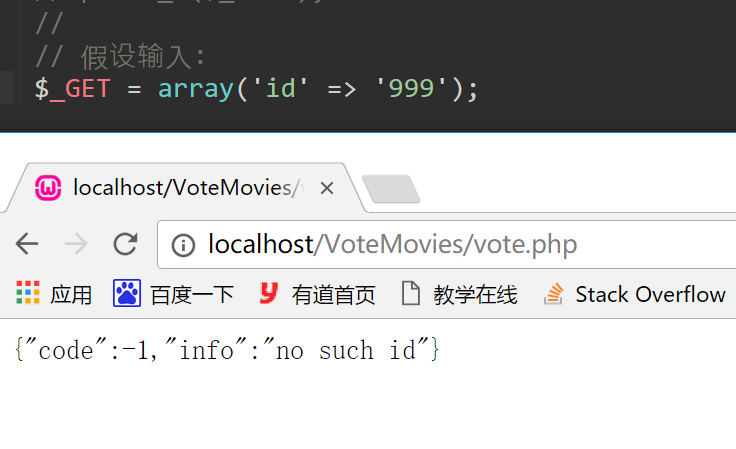 //
// 假设输入:
$_GET = array('id' => '999');
localhost/VoteMovies/
localhost/VoteMovies/vote.php
应用 百度一下 有道首页 教学在线 Stack Overflow
{"code":-1,"info":"no such id"}